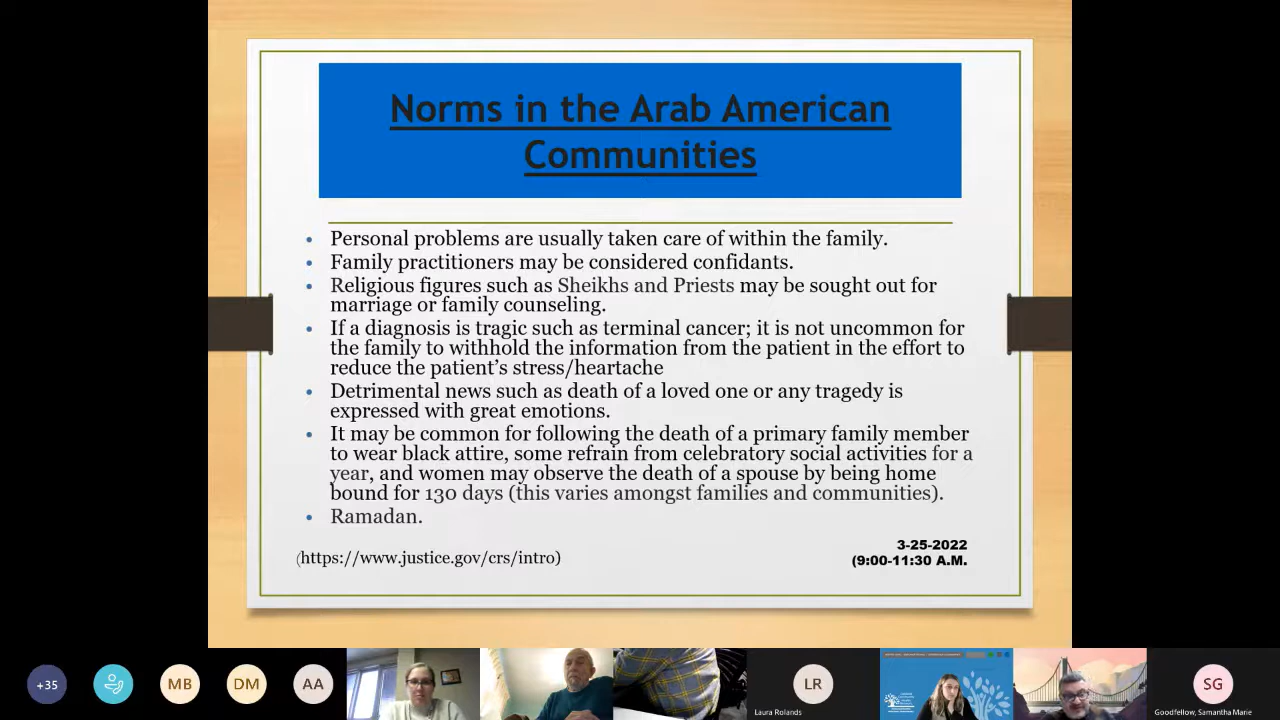 Norms in the Arab American
Communities
Personal problems are usually taken care of within the family.
Family practitioners may be considered confidants.
Religious figures such as Sheikhs and Priests may be sought out for
marriage or family counseling.
If a diagnosis is tragic such as terminal cancer; it is not uncommon for
the family to withhold the information from the patient in the effort to
reduce the patient's stress/heartache
Detrimental news such as death of a loved one or any tragedy is
expressed with great emotions.
It may be common for following the death of a primary family member
to wear black attire, some refrain from celebratory social activities for a
year, and women may observe the death of a spouse by being home
bound for 130 days (this varies amongst families and communities).
Ramadan.
(https://www.justice.gov/crs/intro)
3-25-2022
(9:00-11:30 A.M.
+35
MB
DM
AA
LR
Laura Rolands
SG
Goodfellow, Samantha Marie